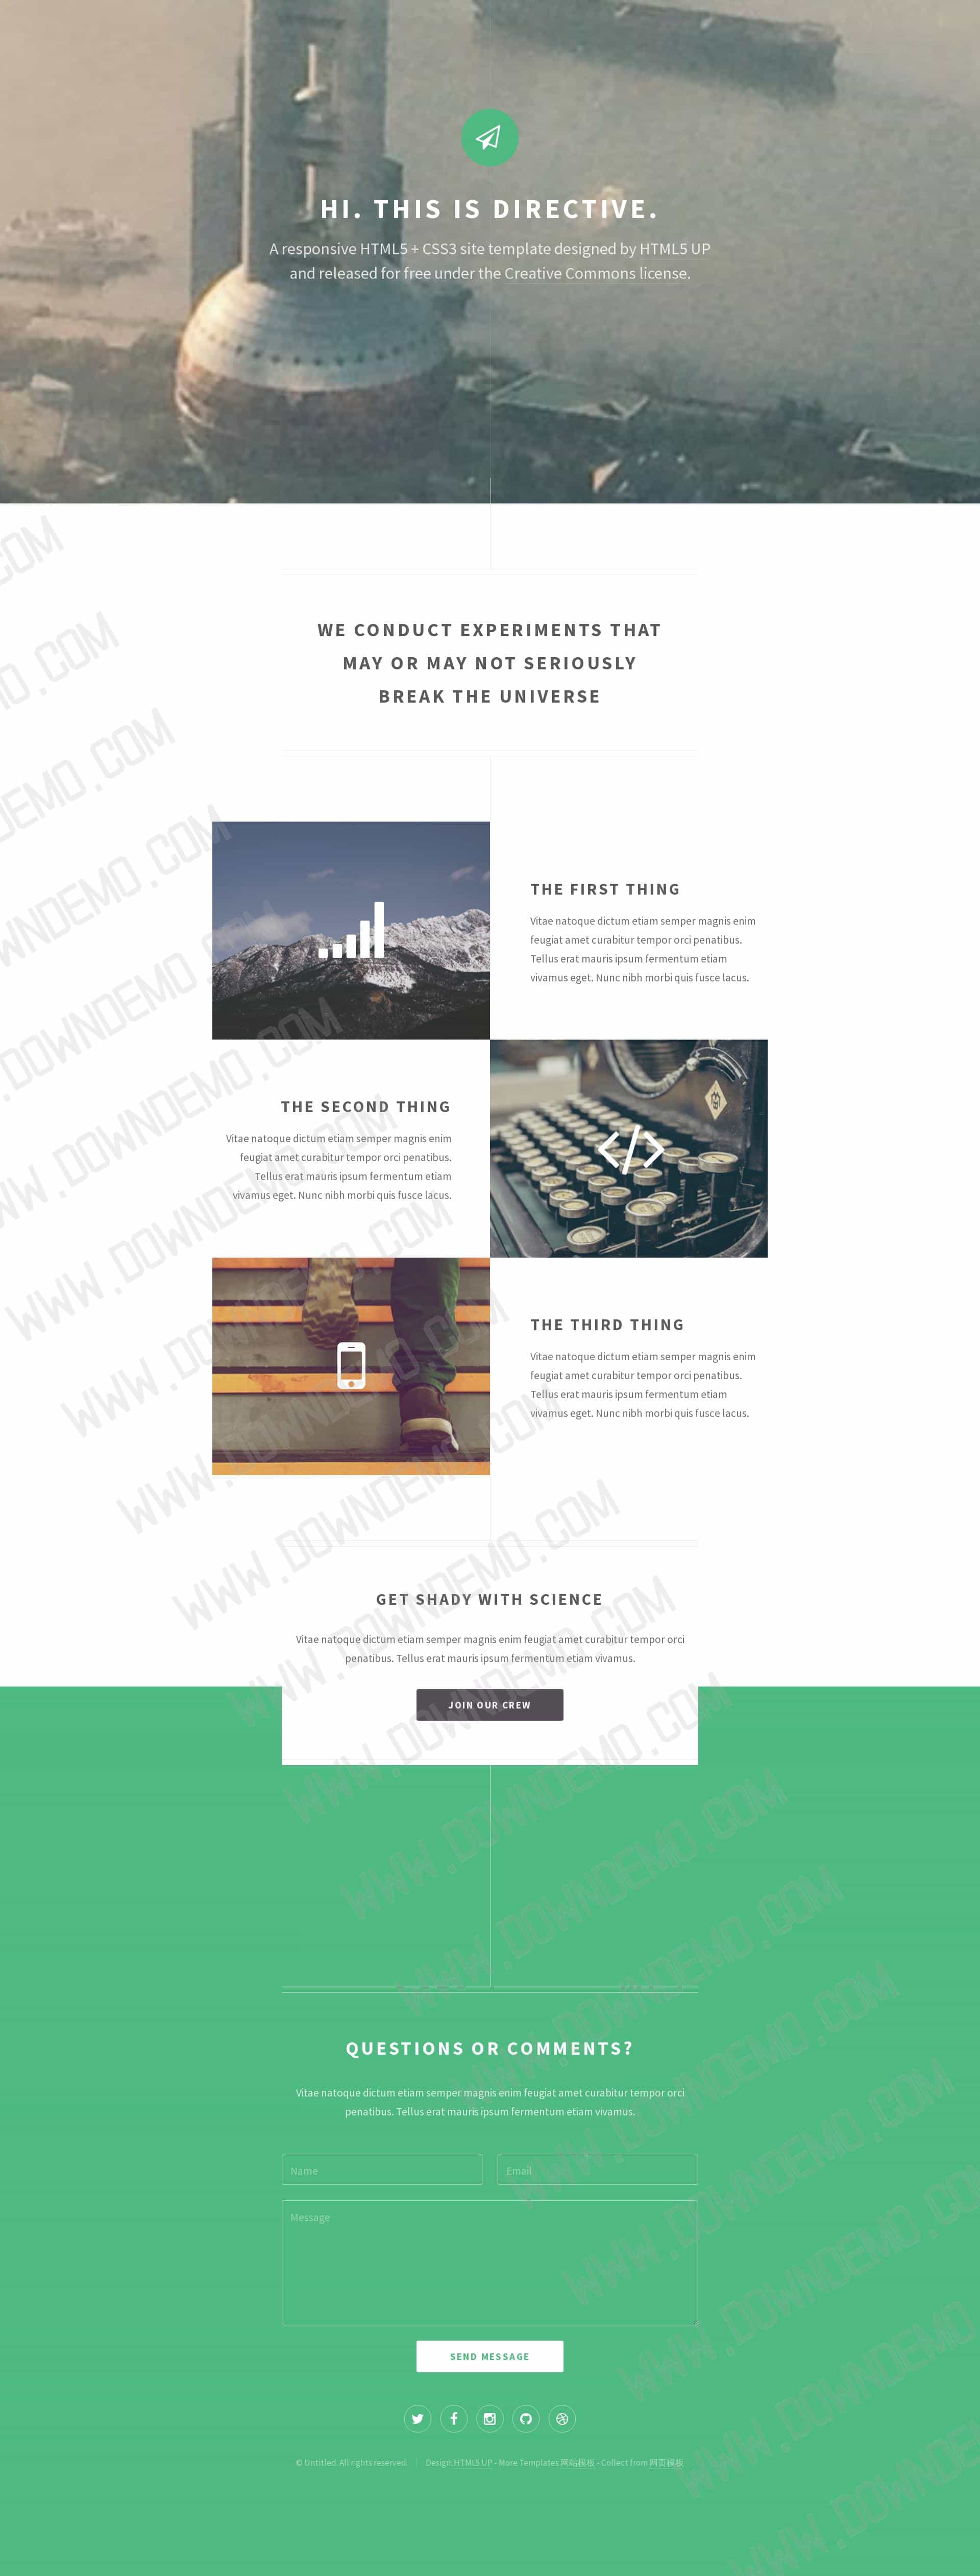 HI. THIS IS DIRECTIVE.
A responsive HTML5 + CSS3 site template designed by HTML5 UP
and released for free under the Creative Commons license.
WE CONDUCT EXPERIMENTS THAT
MAY OR MAY NOT SERIOUSLY
BREAK THE UNIVERSE
THE FIRST THING
Vitae natoque dictum etiam semper magnis enim
feugiat amet curabitur tempor orci penatibus.
Tellus erat mauris ipsum fermentum etiam
vivamus eget. Nunc nibh morbi quis fusce lacus.
THE SECOND THING
Vitae natoque dictum etiam semper magnis enim
feugiat amet curabitur tempor orci penatibus.
Tellus erat mauris ipsum fermentum etiam
vivamus eget. Nunc nibh morbi quis fusce lacus.
THE THIRD THING
Vitae natoque dictum etiam semper magnis enim
feugiat amet curabitur tempor orci penatibus.
Tellus erat mauris ipsum fermentum etiam
vivamus eget. Nunc nibh morbi quis fusce lacus.
GET SHADY WITH SCIENCE
Vitae natoque dictum etiam semper magnis enim feugiat amet curabitur tempor orci
penatibus. Tellus erat mauris ipsum fermentum etiam vivamus.
JOIN OUR CREW
QUESTIONS OR COMMENTS?
Vitae natoque dictum etiam semper magnis enim feugiat amet curabitur tempor orci
penatibus. Tellus erat mauris ipsum fermentum etiam vivamus.
Name
Email
Message
SEND MESSAGE
© Untitled. All rights reserved. | Design: HTML5 UP - More Templates 网站模板 - Collect from 网页模板
WWW.DOWNDEMO.COM